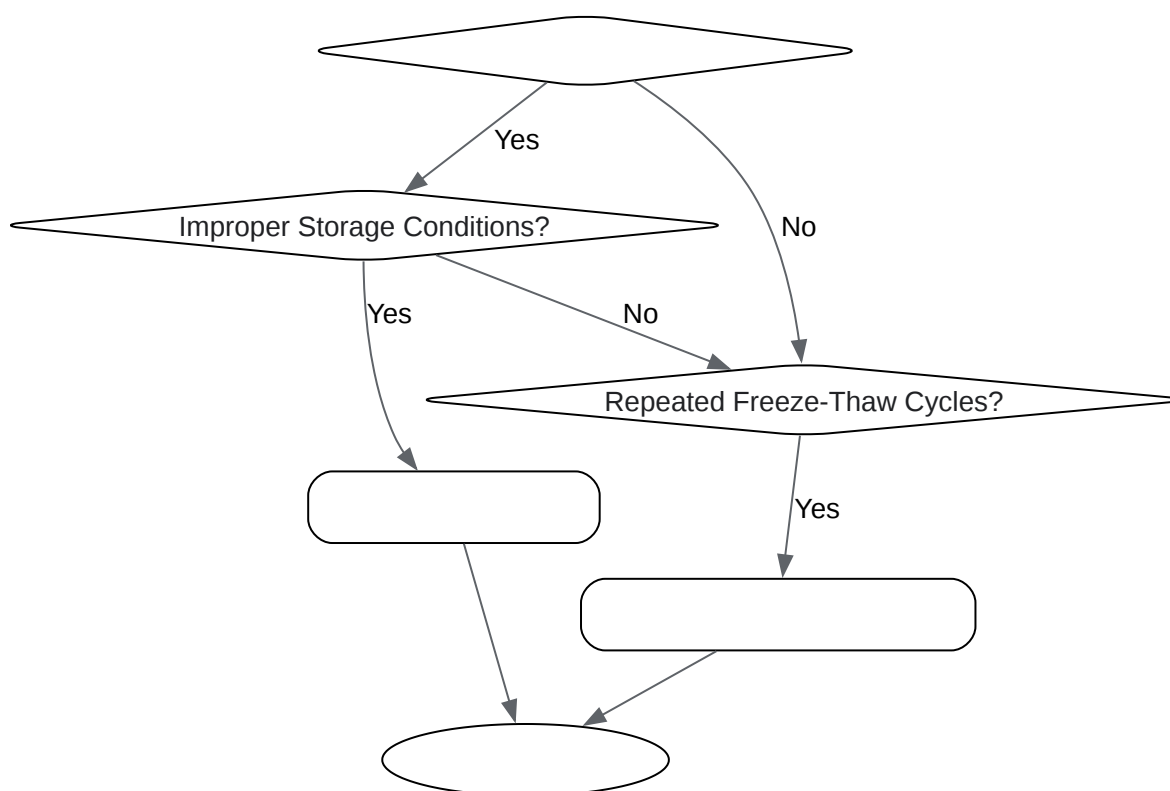 Yes
Improper Storage Conditions?
No
Yes
No
Repeated Freeze-Thaw Cycles?
Yes